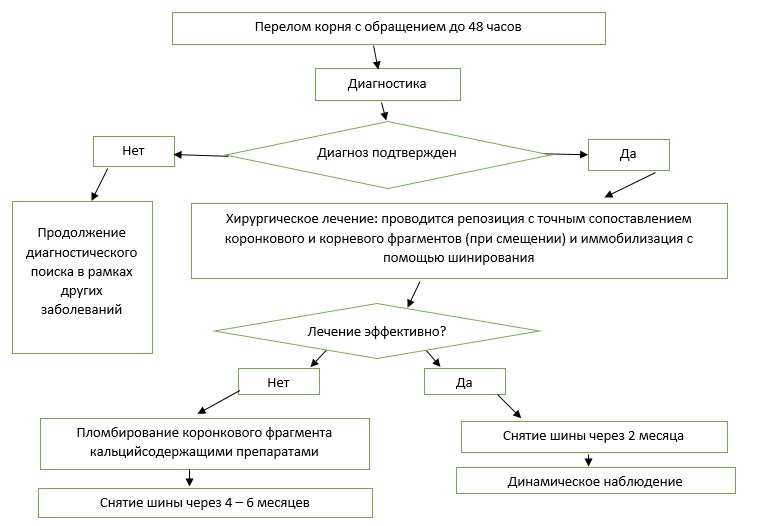 Перелом корня с обращением до 48 часов
Диагностика
Диагноз подтвержден
Нет
Да
Продолжение
диагностического
поиска в рамках
других
заболеваний
Хирургическое лечение: проводится репозиция с точным сопоставлением
коронкового и корневого фрагментов (при смещении) и иммобилизация с
помощью шинирования
Лечение эффективно?
Нет
Да
Пломбирование коронкового фрагмента
кальцийсодержащими препаратами
Снятие шины через 4 – 6 месяцев
Снятие шины через 2 месяца
Динамическое наблюдение